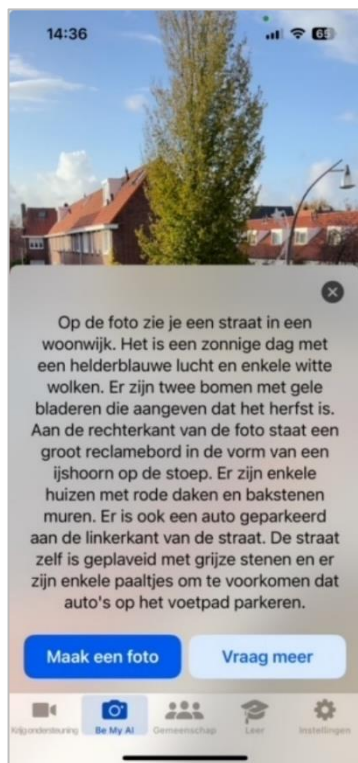 14:36
65
Op de foto zie je een straat in een
woonwijk. Het is een zonnige dag met
een helderblauwe lucht en enkele witte
wolken. Er zijn twee bomen met gele
bladeren die aangeven dat het herfst is.
Aan de rechterkant van de foto staat een
groot reclamebord in de vorm van een
ijshoorn op de stoep. Er zijn enkele
huizen met rode daken en bakstenen
muren. Er is ook een auto geparkeerd
aan de linkerkant van de straat. De straat
zelf is geplaveid met grijze stenen en er
zijn enkele paaltjes om te voorkomen dat
auto's op het voetpad parkeren.
Maak een foto Vraag meer
Krijg ondersteuning Be My AI Gemeenschap Leer Instellingen